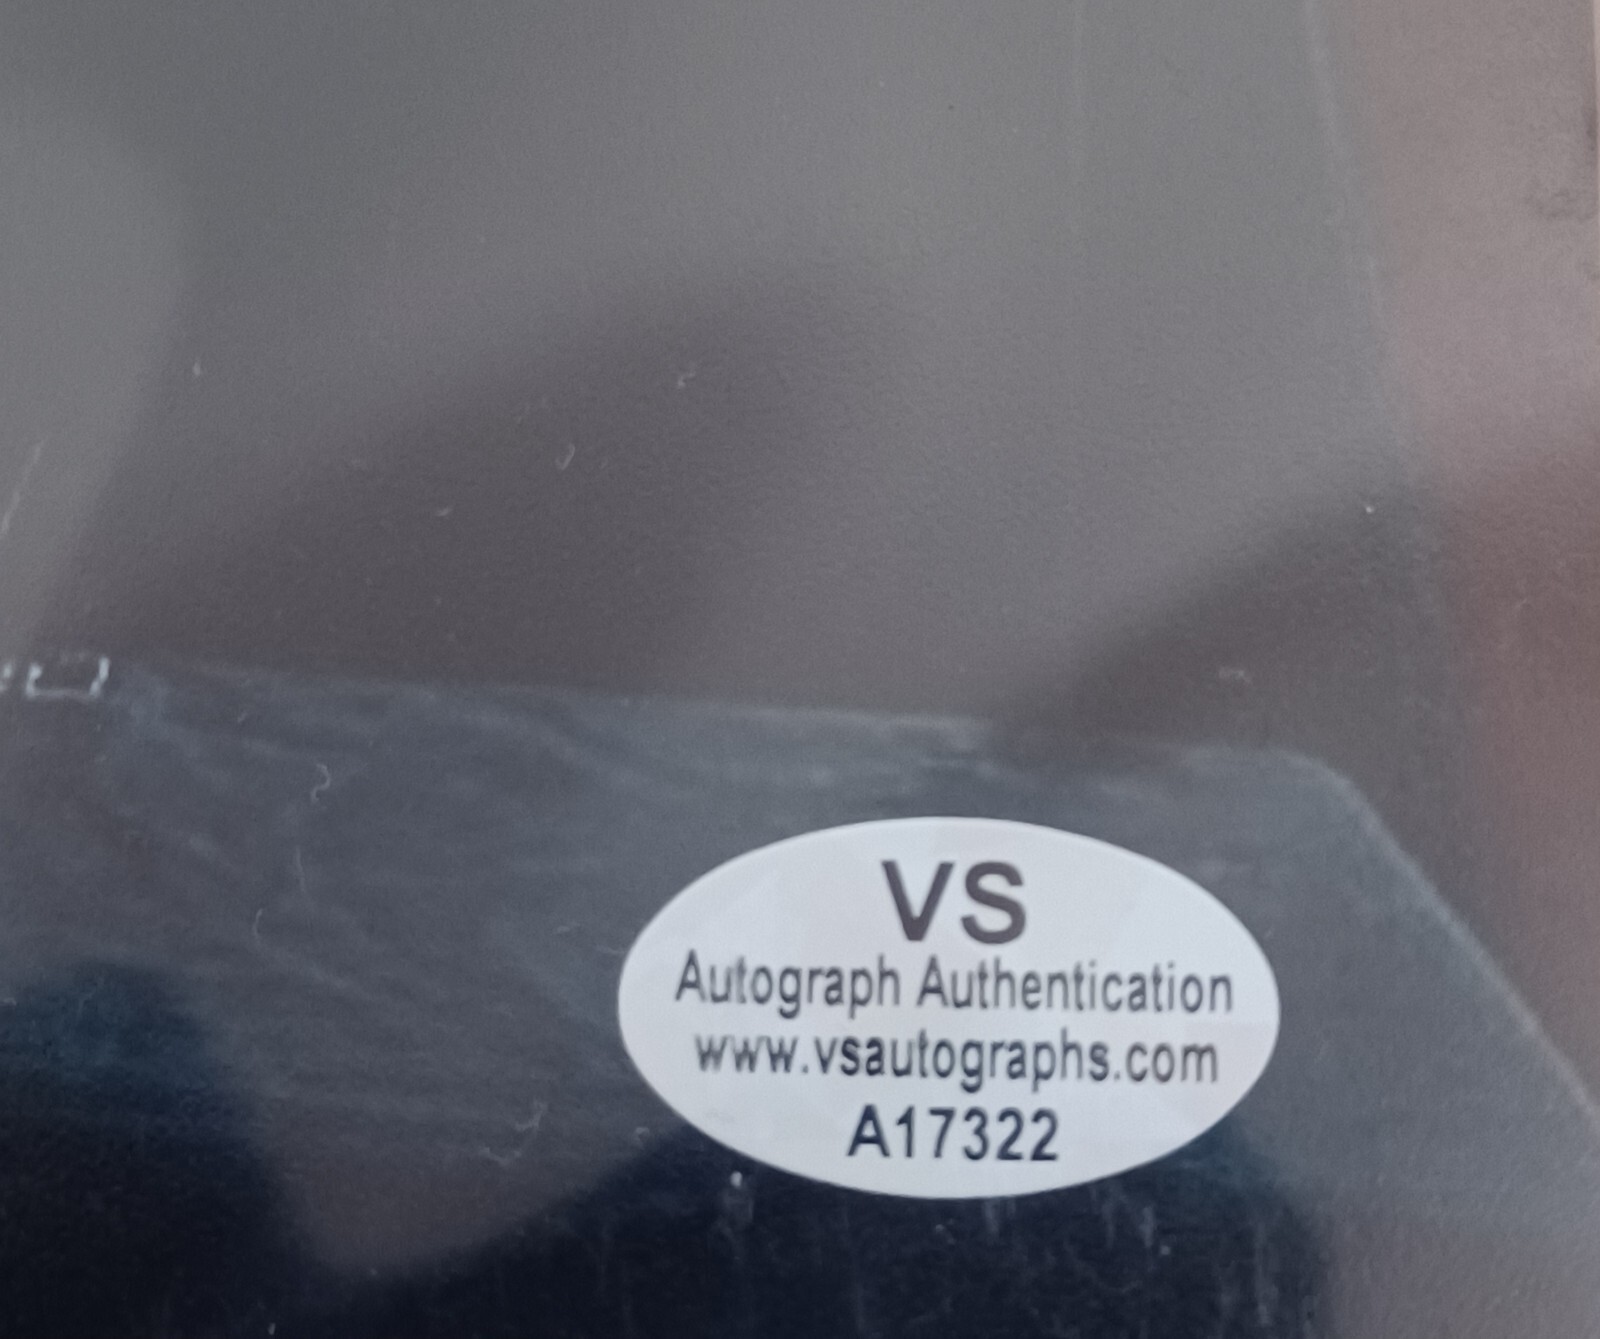 VS
Autograph Authentication
www.vsautographs.com
A17322